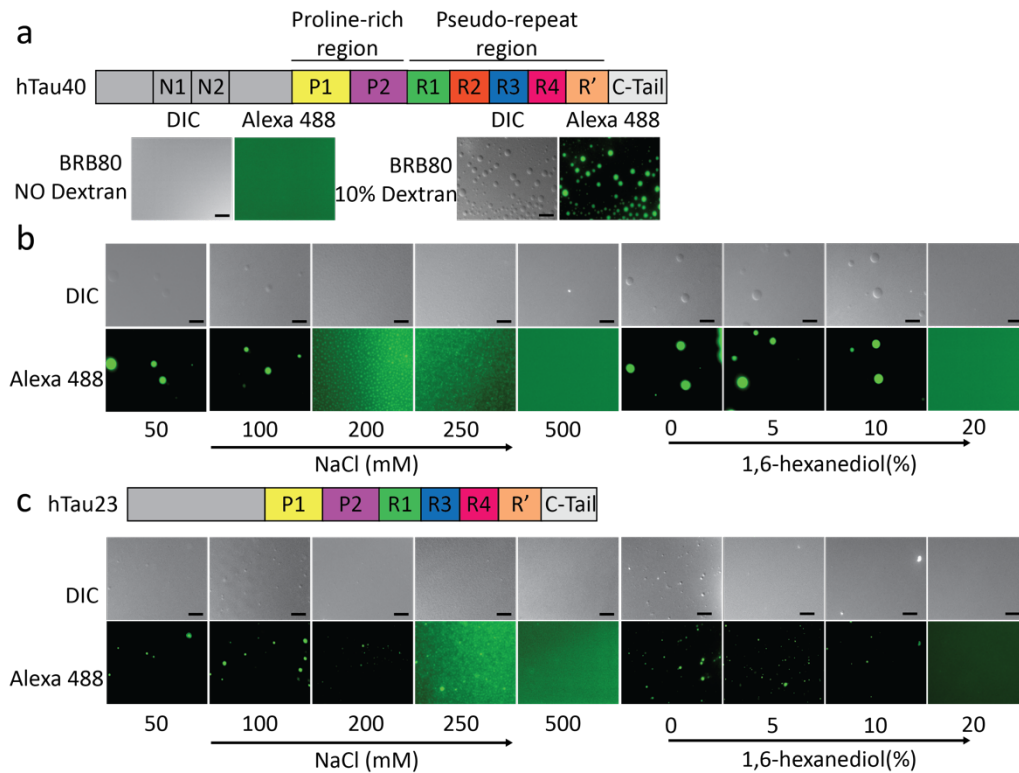 a
Proline-rich region
Pseudo-repeat region
hTau40 N1 N2 P1 P2 R1 R2 R3 R4 R' C-Tail
DIC Alexa 488 DIC Alexa 488
BRB80 NO Dextran
BRB80 10% Dextran
b
DIC
Alexa 488
50 100 200 250 500 0 5 10 20
NaCl (mM) 1,6-hexanediol(%)
c
hTau23 P1 P2 R1 R3 R4 R' C-Tail
DIC
Alexa 488
50 100 200 250 500 0 5 10 20
NaCl (mM) 1,6-hexanediol(%)